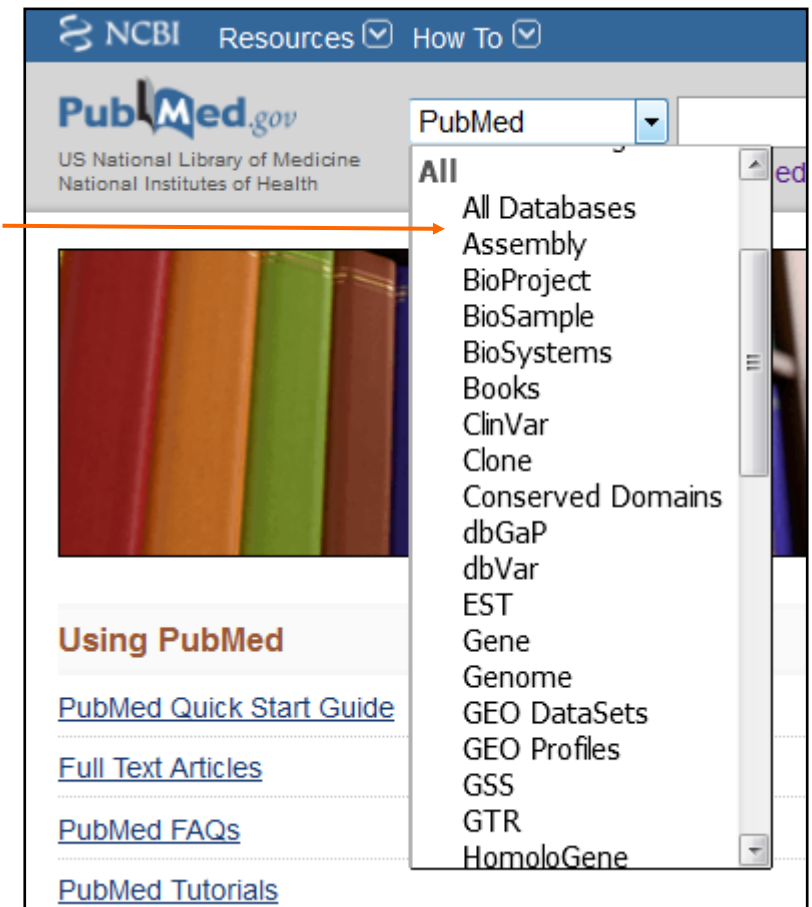 NCBI Resources How To
PubMed.gov
US National Library of Medicine
National Institutes of Health
PubMed
All
All Databases
Assembly
BioProject
BioSample
BioSystems
Books
ClinVar
Clone
Conserved Domains
dbGaP
dbVar
EST
Gene
Genome
GEO DataSets
GEO Profiles
GSS
GTR
HomoloGene
ed
Using PubMed
PubMed Quick Start Guide
Full Text Articles
PubMed FAQs
PubMed Tutorials